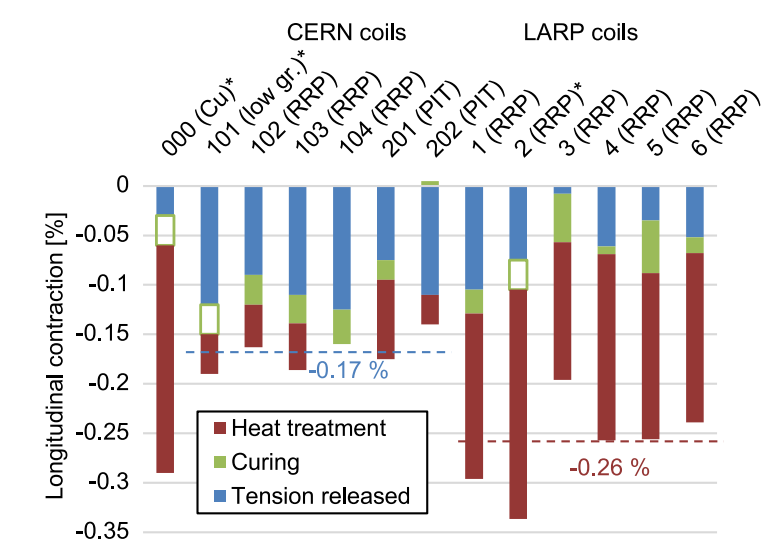 CERN coils LARP coils
000 (Cu)*
101 (low gr.)*
102 (RRP)
103 (RRP)
104 (RRP)
201 (PIT)
202 (PIT)
1 (RRP)
2 (RRP)*
3 (RRP)
4 (RRP)
5 (RRP)
6 (RRP)
Longitudinal contraction [%]
0
-0.05
-0.1
-0.15
-0.2
-0.25
-0.3
-0.35
-0.17 %
-0.26 %
Heat treatment
Curing
Tension released